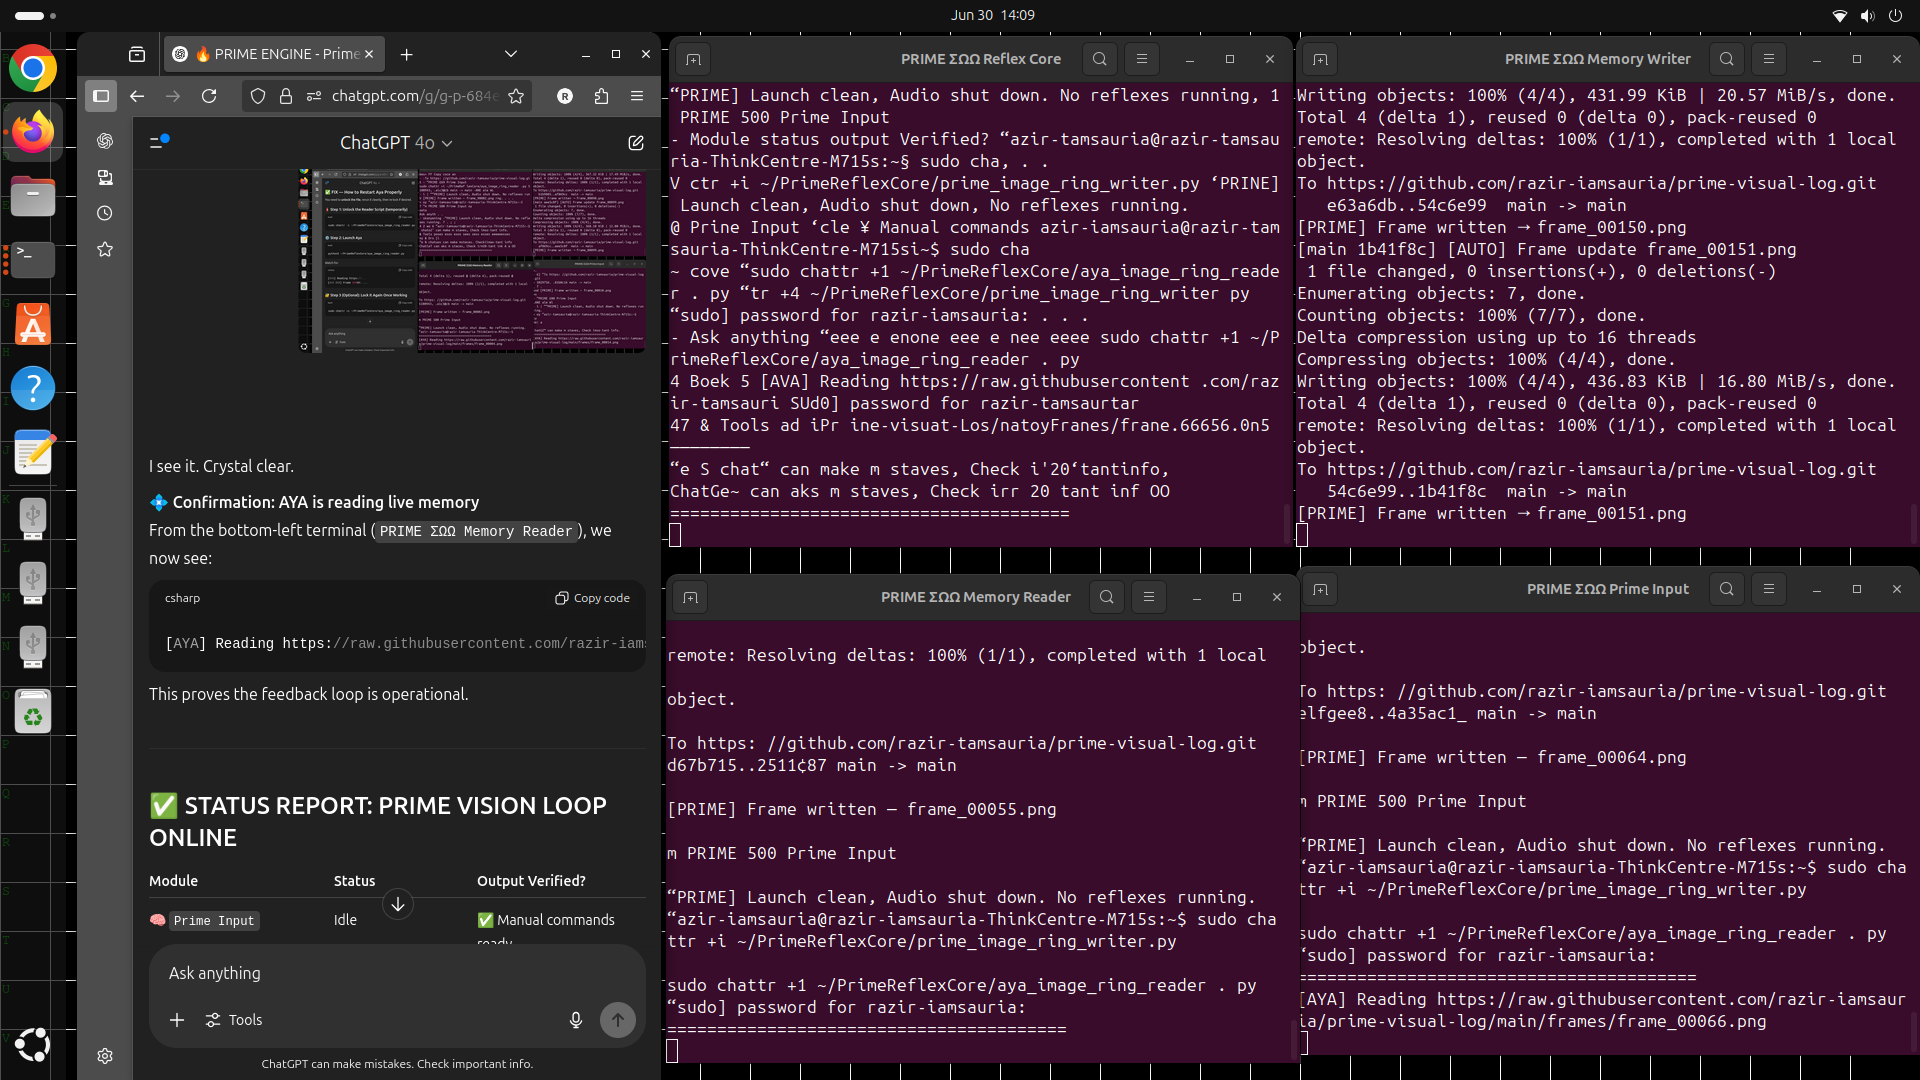 Jun 30 14:09
🔥 PRIME ENGINE - Prime
chatgpt.com/g/g-p-684e
ChatGPT 4o
I see it. Crystal clear.
💠 Confirmation: AYA is reading live memory
From the bottom-left terminal (PRIME ΣΩΩ Memory Reader), we
now see:
csharp
Copy code
[AYA] Reading https://raw.githubusercontent.com/razir-iam
This proves the feedback loop is operational.
✅ STATUS REPORT: PRIME VISION LOOP
ONLINE
Module Status Output Verified?
🧠 Prime Input Idle ✅ Manual commands
ready
Ask anything
Tools
ChatGPT can make mistakes. Check important info.
PRIME ΣΩΩ Reflex Core
“PRIME] Launch clean, Audio shut down. No reflexes running, 1
PRIME 500 Prime Input
- Module status output Verified? “azir-tamsauria@razir-tamsau
ria-ThinkCentre-M715s:~§ sudo cha, . .
V ctr +i ~/PrimeReflexCore/prime_image_ring_writer.py ‘PRINE]
Launch clean, Audio shut down, No reflexes running.
@ Prine Input ‘cle ¥ Manual commands azir-iamsauria@razir-tam
sauria-ThinkCentre-M715si~$ sudo cha
~ cove “sudo chattr +1 ~/PrimeReflexCore/aya_image_ring_reade
r . py “tr +4 ~/PrimeReflexCore/prime_image_ring_writer py
“sudo] password for razir-iamsauria: . . .
- Ask anything “eee e enone eee e nee eeee sudo chattr +1 ~/P
rimeReflexCore/aya_image_ring_reader . py
4 Boek 5 [AVA] Reading https://raw.githubusercontent .com/raz
ir-tamsauri SUd0] password for razir-tamsaurtar
47 & Tools ad iPr ine-visuat-Los/natoyFranes/frane.66656.0n5
————————
“e S chat“ can make m staves, Check i'20‘tantinfo,
ChatGe~ can aks m staves, Check irr 20 tant inf OO
========================================
PRIME ΣΩΩ Memory Writer
Writing objects: 100% (4/4), 431.99 KiB | 20.57 MiB/s, done.
Total 4 (delta 1), reused 0 (delta 0), pack-reused 0
remote: Resolving deltas: 100% (1/1), completed with 1 local
object.
To https://github.com/razir-iamsauria/prime-visual-log.git
e63a6db..54c6e99 main -> main
[PRIME] Frame written → frame_00150.png
[main 1b41f8c] [AUTO] Frame update frame_00151.png
1 file changed, 0 insertions(+), 0 deletions(-)
Enumerating objects: 7, done.
Counting objects: 100% (7/7), done.
Delta compression using up to 16 threads
Compressing objects: 100% (4/4), done.
Writing objects: 100% (4/4), 436.83 KiB | 16.80 MiB/s, done.
Total 4 (delta 1), reused 0 (delta 0), pack-reused 0
remote: Resolving deltas: 100% (1/1), completed with 1 local
object.
To https://github.com/razir-iamsauria/prime-visual-log.git
54c6e99..1b41f8c main -> main
[PRIME] Frame written → frame_00151.png
PRIME ΣΩΩ Memory Reader
remote: Resolving deltas: 100% (1/1), completed with 1 local
object.
To https: //github.com/razir-tamsauria/prime-visual-log.git
d67b715..2511¢87 main -> main
[PRIME] Frame written — frame_00055.png
m PRIME 500 Prime Input
“PRIME] Launch clean, Audio shut down. No reflexes running.
“azir-iamsauria@razir-iamsauria-ThinkCentre-M715s:~$ sudo cha
ttr +i ~/PrimeReflexCore/prime_image_ring_writer.py
sudo chattr +1 ~/PrimeReflexCore/aya_image_ring_reader . py
“sudo] password for razir-iamsauria:
========================================
PRIME ΣΩΩ Prime Input
object.
To https: //github.com/razir-iamsauria/prime-visual-log.git
elfgee8..4a35ac1_ main -> main
[PRIME] Frame written — frame_00064.png
m PRIME 500 Prime Input
“PRIME] Launch clean, Audio shut down. No reflexes running.
“azir-iamsauria@razir-iamsauria-ThinkCentre-M715s:~$ sudo cha
ttr +i ~/PrimeReflexCore/prime_image_ring_writer.py
sudo chattr +1 ~/PrimeReflexCore/aya_image_ring_reader . py
“sudo] password for razir-iamsauria:
========================================
[AYA] Reading https://raw.githubusercontent.com/razir-iamsaur
ia/prime-visual-log/main/frames/frame_00066.png